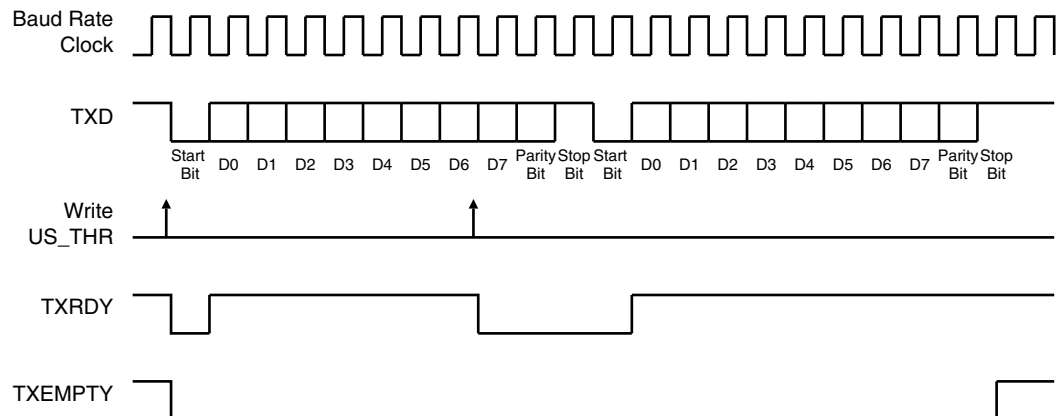 Baud Rate
Clock
TXD
Start Bit D0 D1 D2 D3 D4 D5 D6 D7 Parity Bit Stop Bit Start Bit D0 D1 D2 D3 D4 D5 D6 D7 Parity Bit Stop Bit
Write
US_THR
TXRDY
TXEMPTY